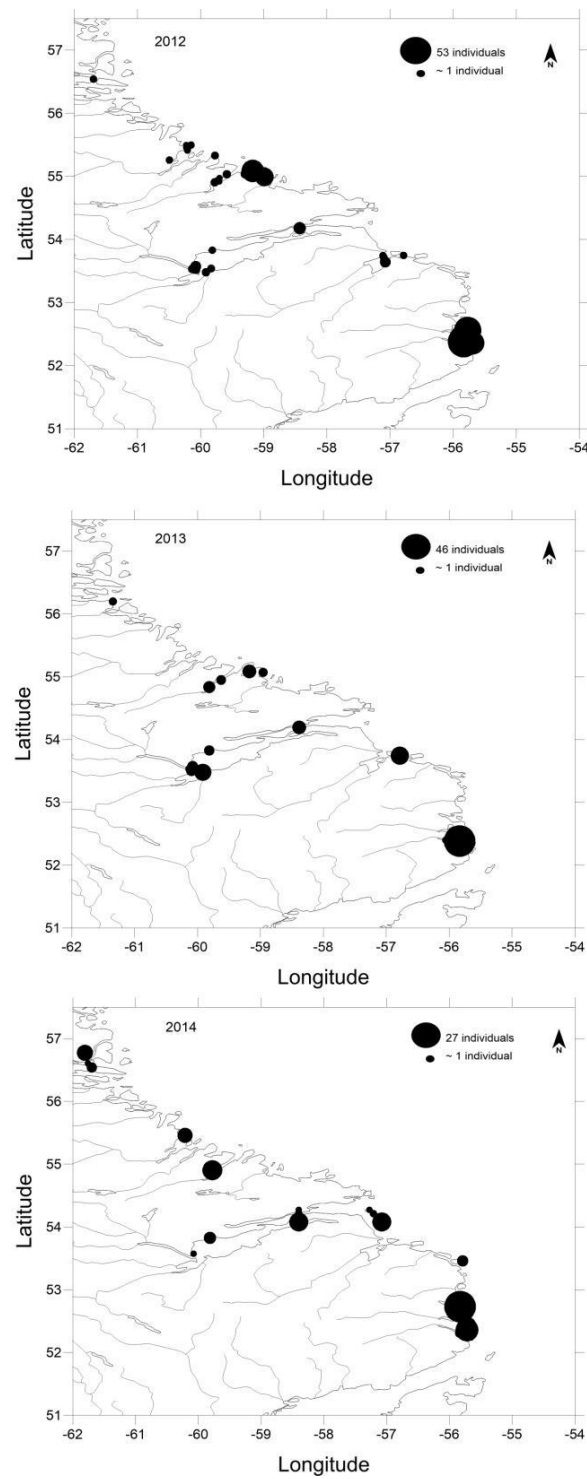 2012
53 individuals
~ 1 individual
N
57
56
55
54
53
52
51
Latitude
-62 -61 -60 -59 -58 -57 -56 -55 -54
Longitude
2013
46 individuals
~ 1 individual
N
57
56
55
54
53
52
51
Latitude
-62 -61 -60 -59 -58 -57 -56 -55 -54
Longitude
2014
27 individuals
~ 1 individual
N
57
56
55
54
53
52
51
Latitude
-62 -61 -60 -59 -58 -57 -56 -55 -54
Longitude